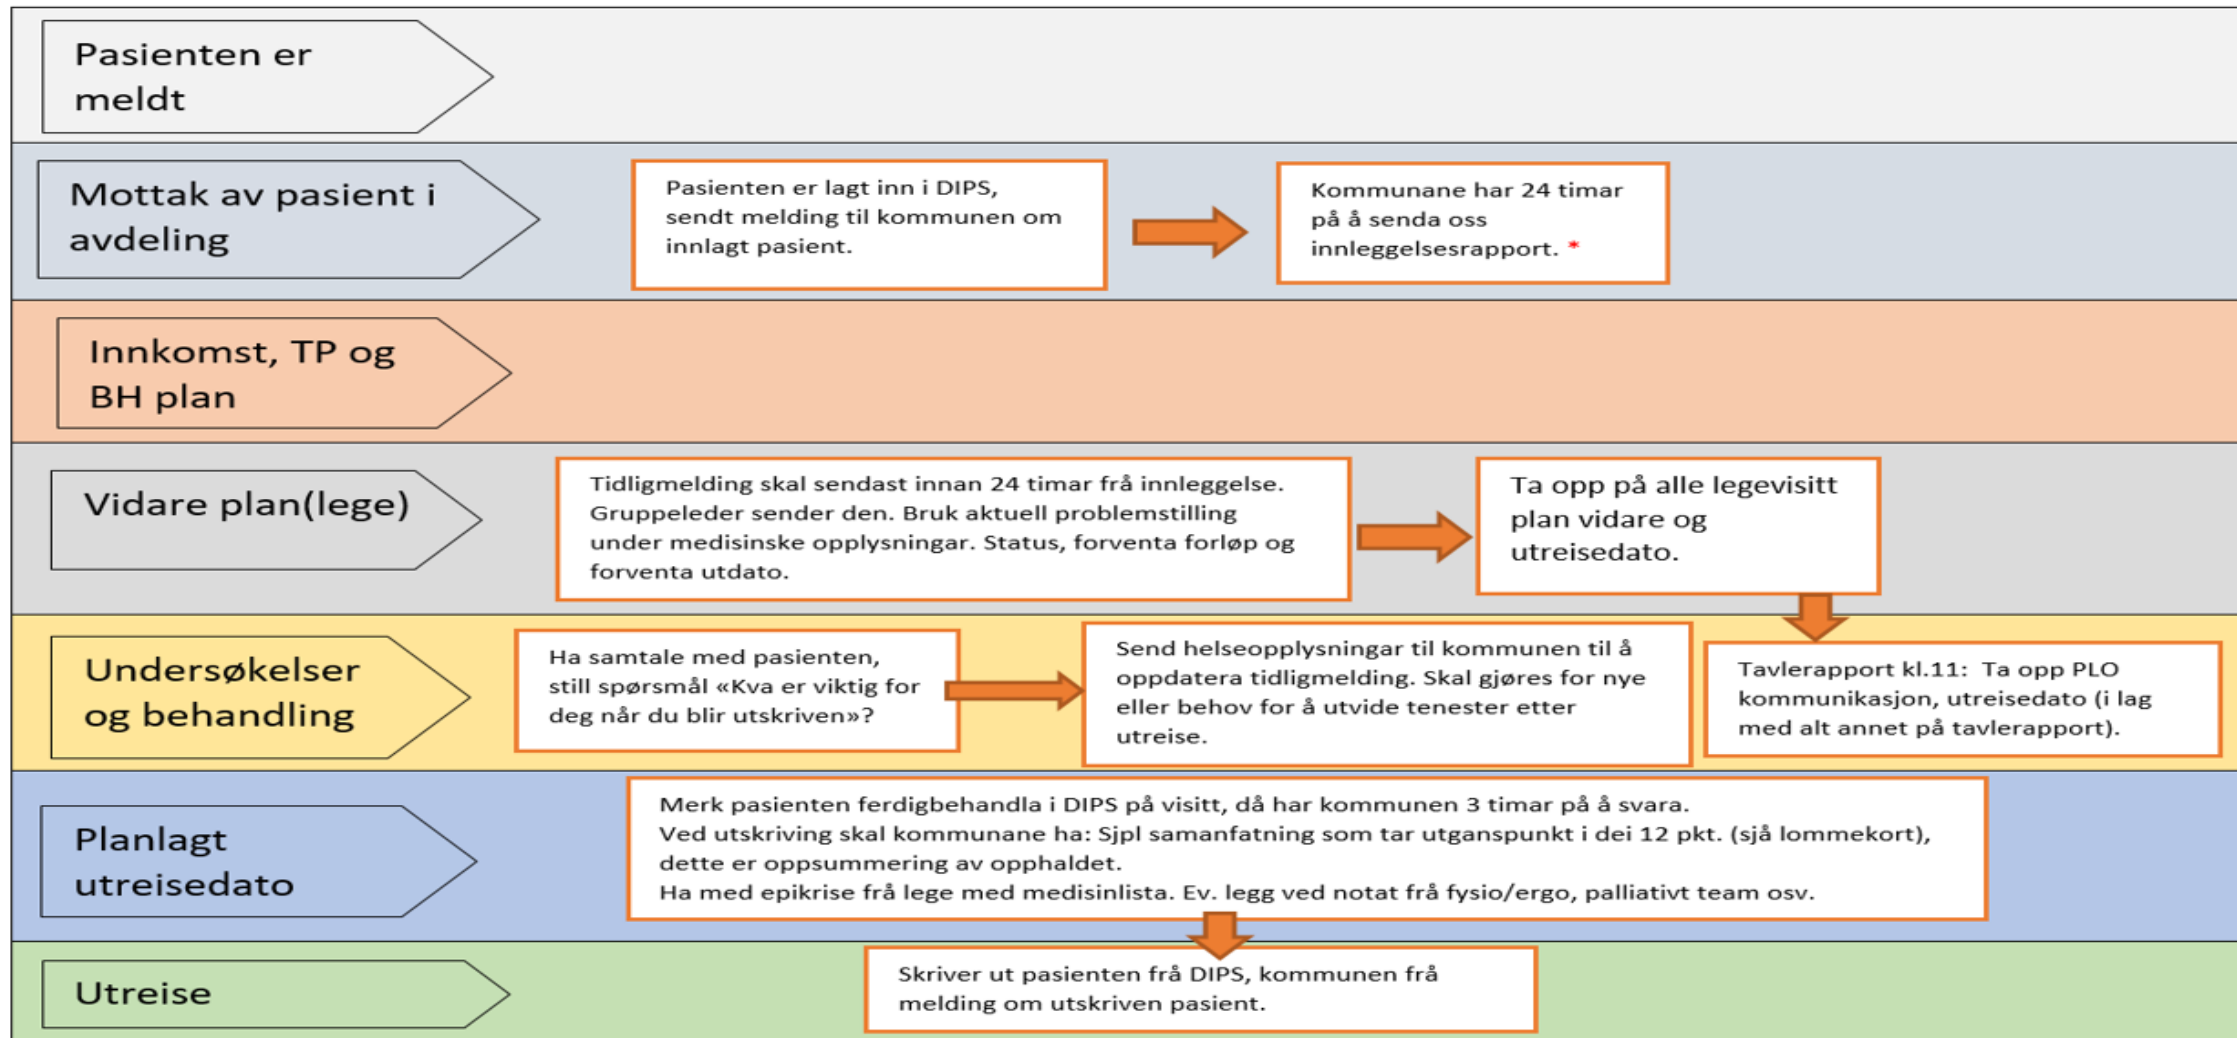 Pasienten er
meldt
Mottak av pasient i
avdeling
Pasienten er lagt inn i DIPS,
sendt melding til kommunen om
innlagt pasient.
Kommunane har 24 timar
på å senda oss
innleggelsesrapport. *
Innkomst, TP og
BH plan
Vidare plan(lege)
Tidligmelding skal sendast innan 24 timar frå innleggelse.
Gruppeleder sender den. Bruk aktuell problemstilling
under medisinske opplysningar. Status, forventa forløp og
forventa utdato.
Ta opp på alle legevisitt
plan vidare og
utreisedato.
Undersøkelser
og behandling
Ha samtale med pasienten,
still spørsmål «Kva er viktig for
deg når du blir utskriven»?
Send helseopplysningar til kommunen til å
oppdatera tidligmelding. Skal gjøres for nye
eller behov for å utvide tenester etter
utreise.
Tavlerapport kl.11:  Ta opp PLO
kommunikasjon, utreisedato (i lag
med alt annet på tavlerapport).
Planlagt
utreisedato
Merk pasienten ferdigbehandla i DIPS på visitt, då har kommunen 3 timar på å svara.
Ved utskriving skal kommunane ha: Sjpl samanfatning som tar utganspunkt i dei 12 pkt. (sjå lommekort),
dette er oppsummering av opphaldet.
Ha med epikrise frå lege med medisinlista. Ev. legg ved notat frå fysio/ergo, palliativt team osv.
Utreise
Skriver ut pasienten frå DIPS, kommunen frå
melding om utskriven pasient.